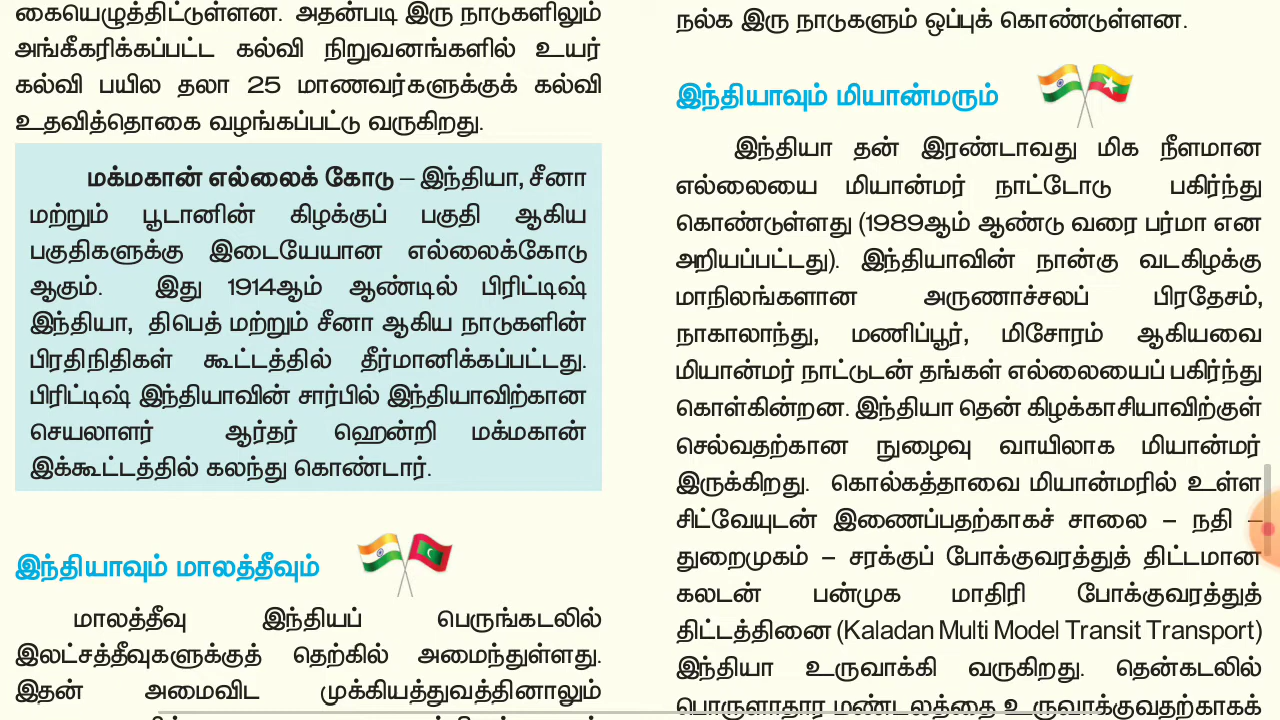 கையெழுத்திட்டுள்ளன. அதன்படி இரு நாடுகளிலும்
அங்கீகரிக்கப்பட்ட கல்வி நிறுவனங்களில் உயர்
கல்வி பயில தலா 25 மாணவர்களுக்குக் கல்வி
உதவித்தொகை வழங்கப்பட்டு வருகிறது.
மக்மகான் எல்லைக் கோடு – இந்தியா, சீனா
மற்றும் பூடானின் கிழக்குப் பகுதி ஆகிய
பகுதிகளுக்கு இடையேயான எல்லைக்கோடு
ஆகும். இது 1914ஆம் ஆண்டில் பிரிட்டிஷ்
இந்தியா, திபெத் மற்றும் சீனா ஆகிய நாடுகளின்
பிரதிநிதிகள் கூட்டத்தில் தீர்மானிக்கப்பட்டது.
பிரிட்டிஷ் இந்தியாவின் சார்பில் இந்தியாவிற்கான
செயலாளர் ஆர்தர் ஹென்றி மக்மகான்
இக்கூட்டத்தில் கலந்து கொண்டார்.
இந்தியாவும் மாலத்தீவும்
மாலத்தீவு இந்தியப் பெருங்கடலில்
இலட்சத்தீவுகளுக்குத் தெற்கில் அமைந்துள்ளது.
இதன் அமைவிட முக்கியத்துவத்தினாலும்
நல்க இரு நாடுகளும் ஒப்புக் கொண்டுள்ளன.
இந்தியாவும் மியான்மரும்
இந்தியா தன் இரண்டாவது மிக நீளமான
எல்லையை மியான்மர் நாட்டோடு பகிர்ந்து
கொண்டுள்ளது (1989ஆம் ஆண்டு வரை பர்மா என
அறியப்பட்டது). இந்தியாவின் நான்கு வடகிழக்கு
மாநிலங்களான அருணாச்சலப் பிரதேசம்,
நாகாலாந்து, மணிப்பூர், மிசோரம் ஆகியவை
மியான்மர் நாட்டுடன் தங்கள் எல்லையைப் பகிர்ந்து
கொள்கின்றன. இந்தியா தென் கிழக்காசியாவிற்குள்
செல்வதற்கான நுழைவு வாயிலாக மியான்மர்
இருக்கிறது. கொல்கத்தாவை மியான்மரில் உள்ள
சிட்வேயுடன் இணைப்பதற்காகச் சாலை – நதி –
துறைமுகம் – சரக்குப் போக்குவரத்துத் திட்டமான
கலடன் பன்முக மாதிரி போக்குவரத்துத்
திட்டத்தினை (Kaladan Multi Model Transit Transport)
இந்தியா உருவாக்கி வருகிறது. தென்கடலில்
பொருளாதார மண்டலத்தை உருவாக்குவதற்காகக்